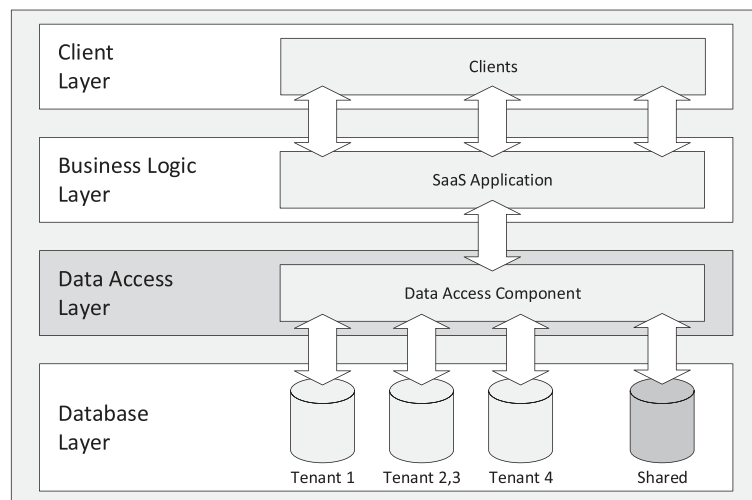 Client
Layer
Clients
Business Logic
Layer
SaaS Application
Data Access
Layer
Data Access Component
Database
Layer
Tenant 1
Tenant 2,3
Tenant 4
Shared